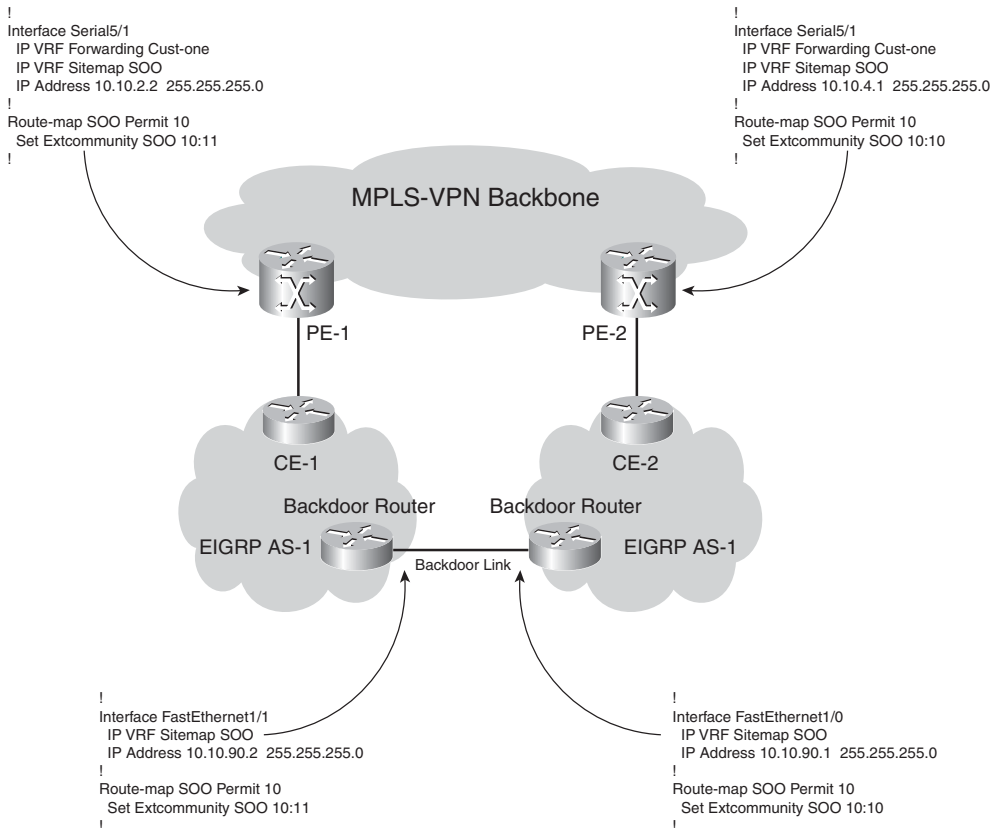 !
Interface Serial5/1
IP VRF Forwarding Cust-one
IP VRF Sitemap SOO
IP Address 10.10.2.2 255.255.255.0
!
Route-map SOO Permit 10
Set Extcommunity SOO 10:11
!
!
Interface Serial5/1
IP VRF Forwarding Cust-one
IP VRF Sitemap SOO
IP Address 10.10.4.1 255.255.255.0
!
Route-map SOO Permit 10
Set Extcommunity SOO 10:10
!
MPLS-VPN Backbone
PE-1
PE-2
CE-1
CE-2
Backdoor Router
Backdoor Router
EIGRP AS-1
Backdoor Link
EIGRP AS-1
!
Interface FastEthernet1/1
IP VRF Sitemap SOO
IP Address 10.10.90.2 255.255.255.0
!
Route-map SOO Permit 10
Set Extcommunity SOO 10:11
!
!
Interface FastEthernet1/0
IP VRF Sitemap SOO
IP Address 10.10.90.1 255.255.255.0
!
Route-map SOO Permit 10
Set Extcommunity SOO 10:10
!